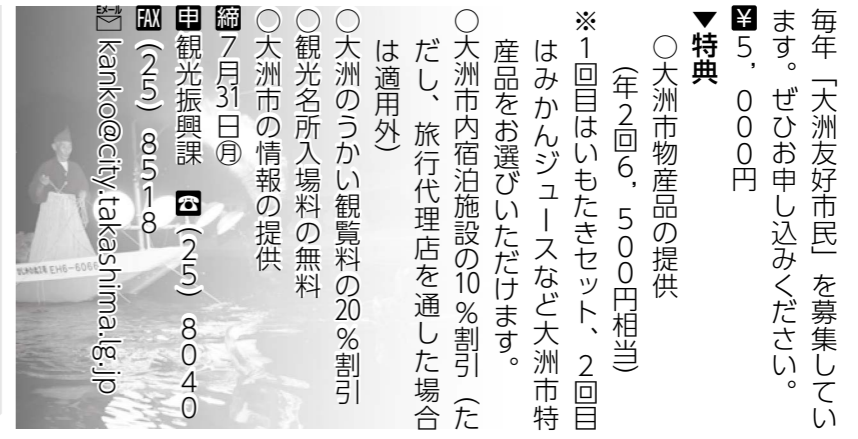 毎年「大洲友好市民」を募集してい
ます。ぜひお申し込みください。
¥5,000円
▼特典
○大洲市物産品の提供
(年2回6,500円相当)
※1回目はいもたきセット、2回目
はみかんジュースなど大洲市特
産品をお選びいただけます。
○大洲市内宿泊施設の10%割引(た
だし、旅行代理店を通した場合
は適用外)
○大洲のうかい観覧料の20%割引
○観光名所入場料の無料
○大洲市の情報の提供
締7月31日㊊
申観光振興課 ☎(25)8040
FAX(25)8518
Eメール kanko@city.takashima.lg.jp
EH6-6066